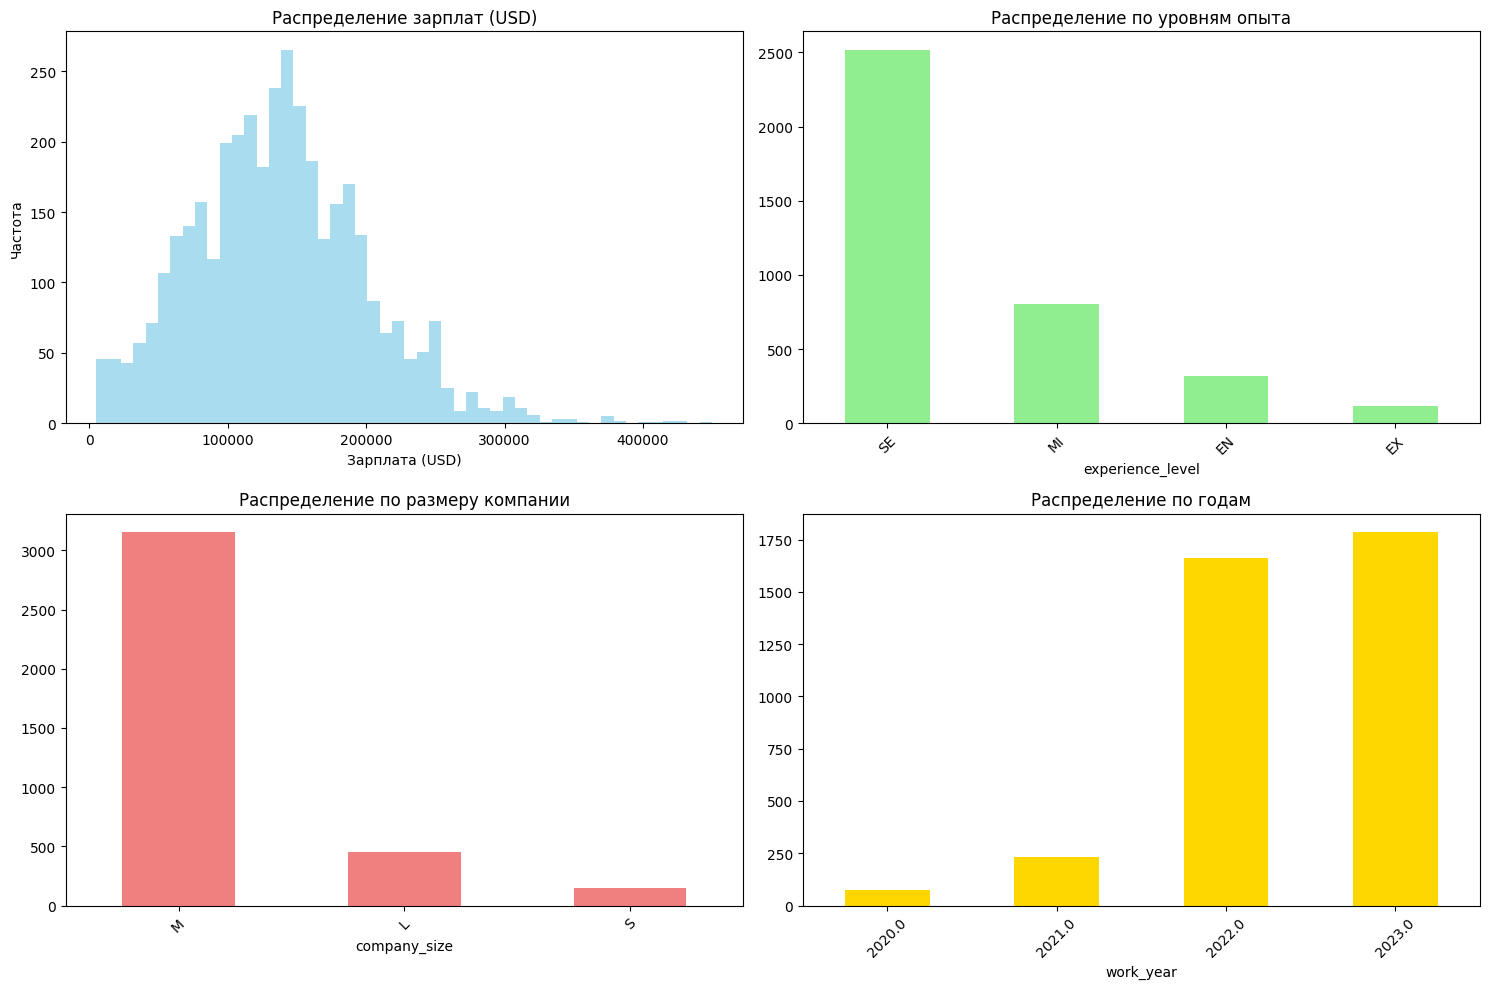 Распределение зарплат (USD)
250
200
150
100
50
0
Частота
0 100000 200000 300000 400000
Зарплата (USD)
Распределение по уровням опыта
2500
2000
1500
1000
500
0
SE MI EN EX
experience_level
Распределение по размеру компании
3000
2500
2000
1500
1000
500
0
M L S
company_size
Распределение по годам
1750
1500
1250
1000
750
500
250
0
2020.0 2021.0 2022.0 2023.0
work_year